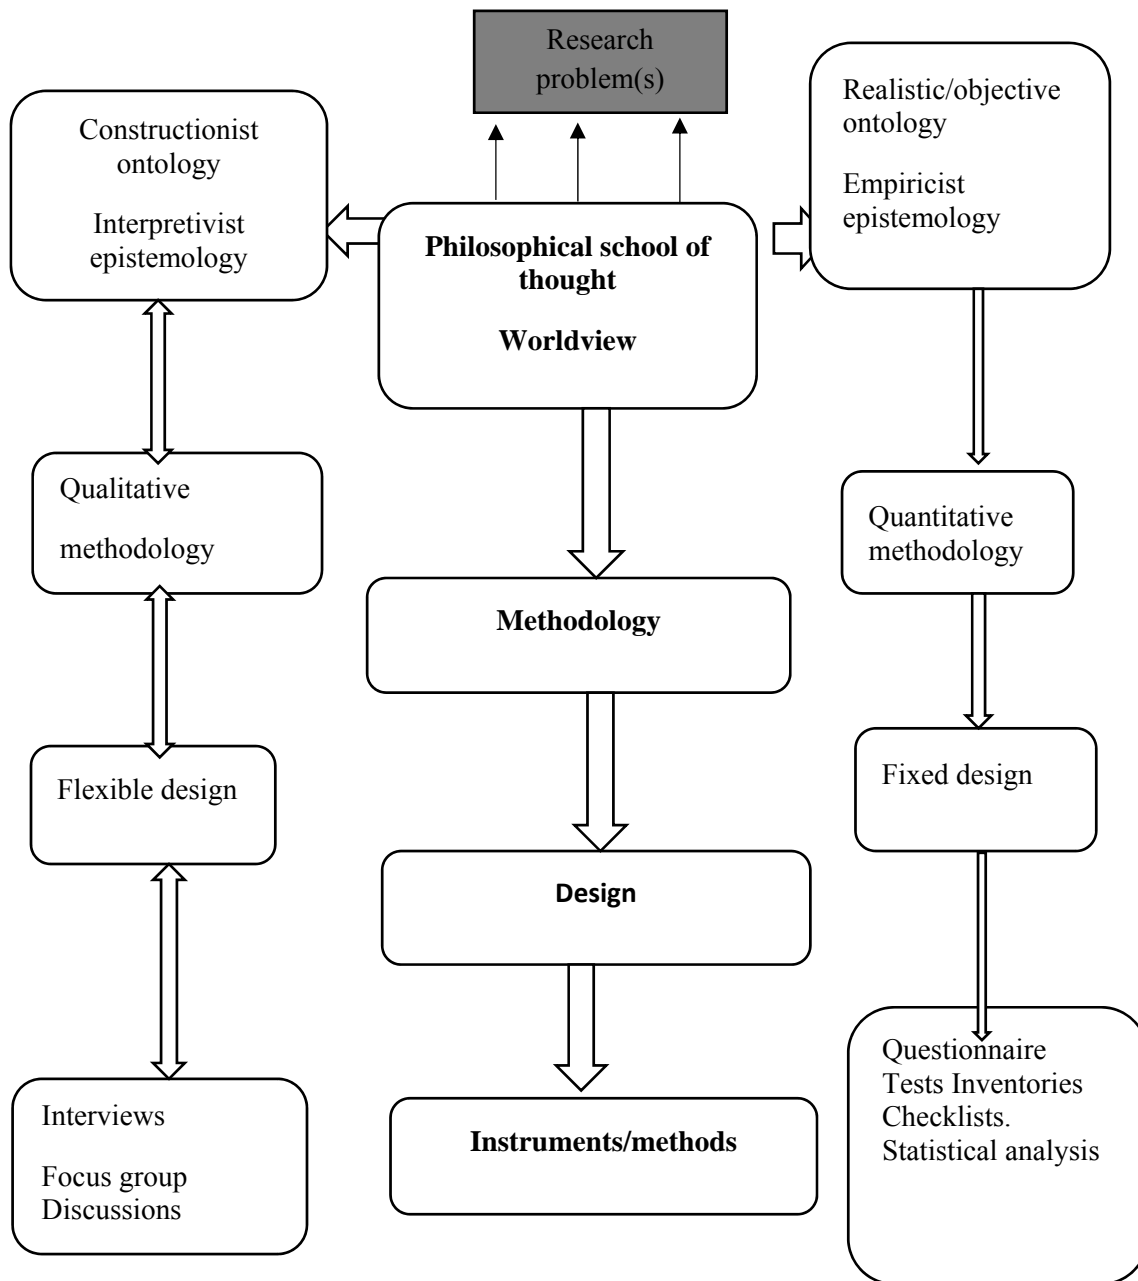 Research
problem(s)
Constructionist
ontology
Interpretivist
epistemology
Philosophical school of
thought
Worldview
Realistic/objective
ontology
Empiricist
epistemology
Qualitative
methodology
Methodology
Quantitative
methodology
Flexible design
Design
Fixed design
Interviews
Focus group
Discussions
Instruments/methods
Questionnaire
Tests Inventories
Checklists.
Statistical analysis